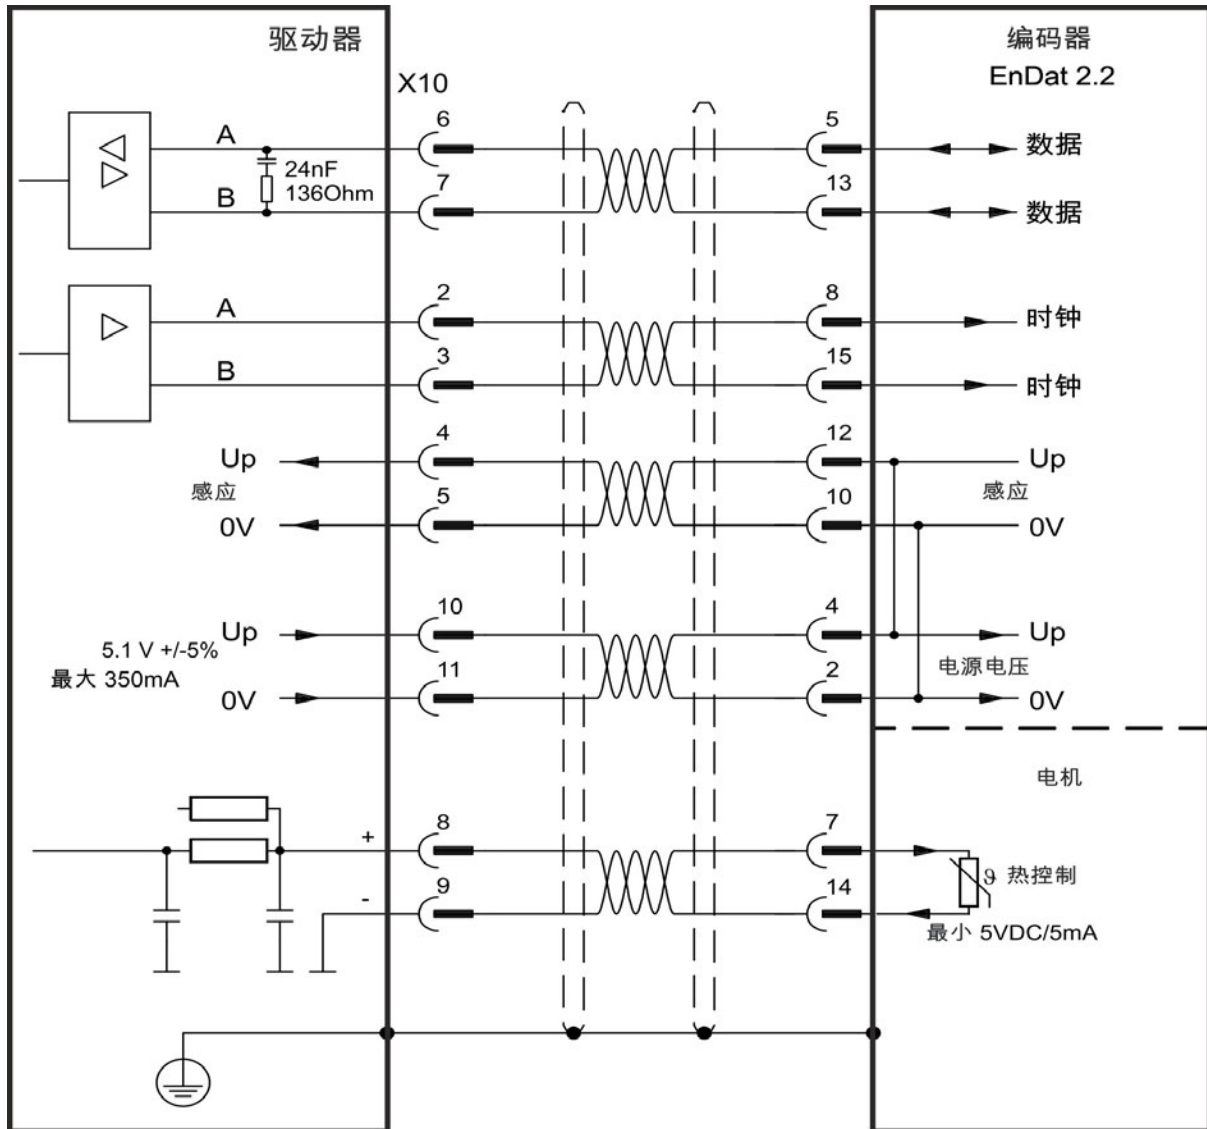 驱动器
编码器
EnDat 2.2
X10
A
6
5
数据
24nF
136Ohm
B
7
13
数据
A
2
8
时钟
B
3
15
时钟
Up
4
12
Up
感应
感应
0V
5
10
0V
Up
10
4
Up
5.1 V +/-5%
最大 350mA
电源电压
0V
11
2
0V
电机
+
8
7
ϑ 热控制
-
9
14
最小 5VDC/5mA